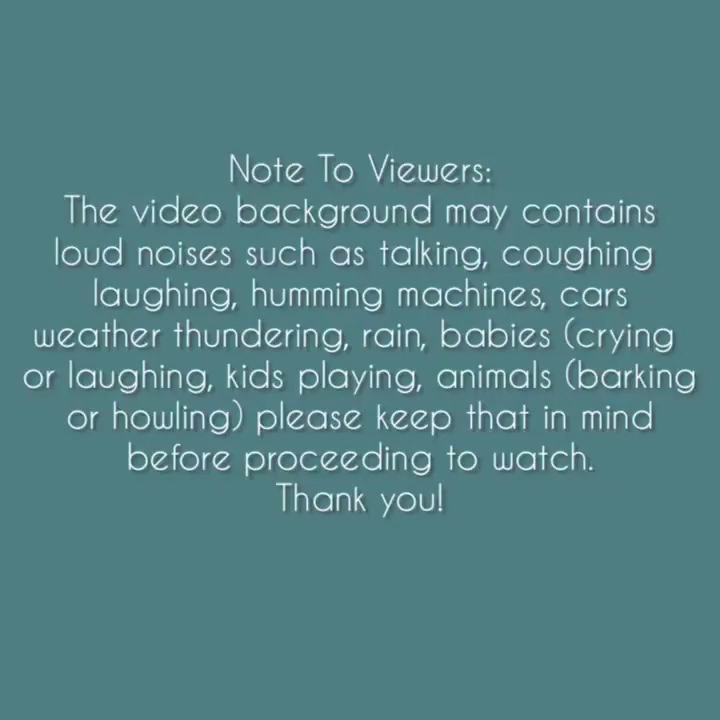 Note To Viewers:
The video background may contains
loud noises such as talking, coughing
laughing, humming machines, cars
weather thundering, rain, babies (crying
or laughing, kids playing, animals (barking
or howling) please keep that in mind
before proceeding to watch.
Thank you!